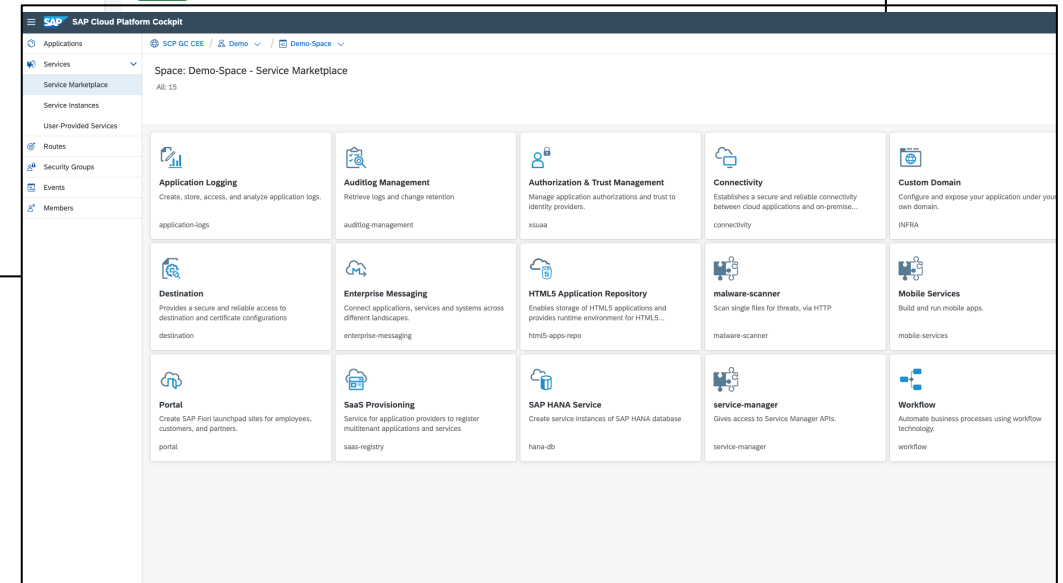 SAP SAP Cloud Platform Cockpit
Applications
Services
Service Marketplace
Service Instances
User-Provided Services
Routes
Security Groups
Events
Members
SCP GC CEE / Demo / Demo-Space
Space: Demo-Space - Service Marketplace
All: 15
Application Logging
Create, store, access, and analyze application logs.
application-logs
Auditlog Management
Retrieve logs and change retention
auditlog-management
Authorization & Trust Management
Manage application authorizations and trust to
identity providers.
xsuaa
Connectivity
Establishes a secure and reliable connectivity
between cloud applications and on-premise...
connectivity
Custom Domain
Configure and expose your application under your
own domain.
INFRA
Destination
Provides a secure and reliable access to
destination and certificate configurations
destination
Enterprise Messaging
Connect applications, services and systems across
different landscapes.
enterprise-messaging
HTML5 Application Repository
Enables storage of HTML5 applications and
provides runtime environment for HTML5...
html5-apps-repo
malware-scanner
Scan single files for threats, via HTTP
malware-scanner
Mobile Services
Build and run mobile apps.
mobile-services
Portal
Create SAP Fiori launchpad sites for employees,
customers, and partners.
portal
SaaS Provisioning
Service for application providers to register
multitenant applications and services
saas-registry
SAP HANA Service
Create service instances of SAP HANA database
hana-db
service-manager
Gives access to Service Manager APIs.
service-manager
Workflow
Automate business processes using workflow
technology.
workflow